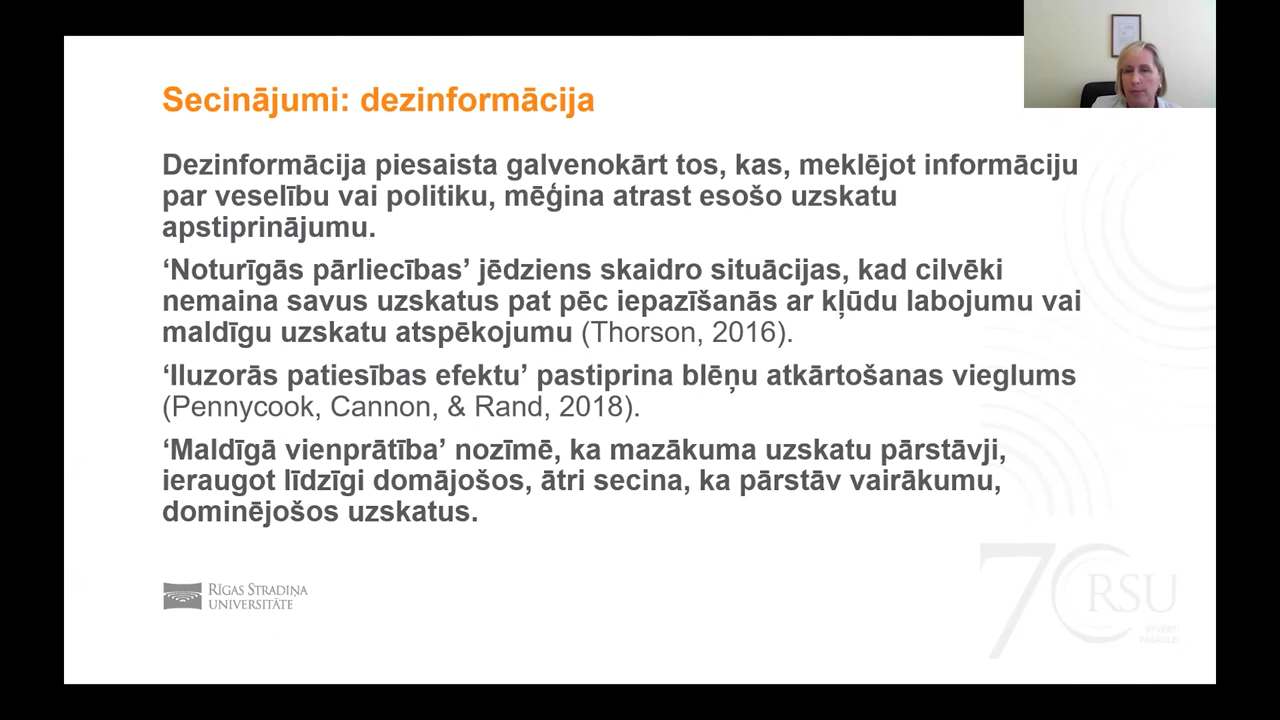 Secinājumi: dezinformācija
Dezinformācija piesaista galvenokārt tos, kas, meklējot informāciju
par veselību vai politiku, mēģina atrast esošo uzskatu
apstiprinājumu.
‘Noturīgās pārliecības’ jēdziens skaidro situācijas, kad cilvēki
nemaina savus uzskatus pat pēc iepazīšanās ar kļūdu labojumu vai
maldīgu uzskatu atspēkojumu (Thorson, 2016).
‘Iluzorās patiesības efektu’ pastiprina blēņu atkārtošanas vieglums
(Pennycook, Cannon, & Rand, 2018).
‘Maldīgā vienprātība’ nozīmē, ka mazākuma uzskatu pārstāvji,
ieraugot līdzīgi domājošos, ātri secina, ka pārstāv vairākumu,
dominējošos uzskatus.
RĪGAS STRADIŅA
UNIVERSITĀTE
70 RSU
ATVĒRTI
PASAULEI